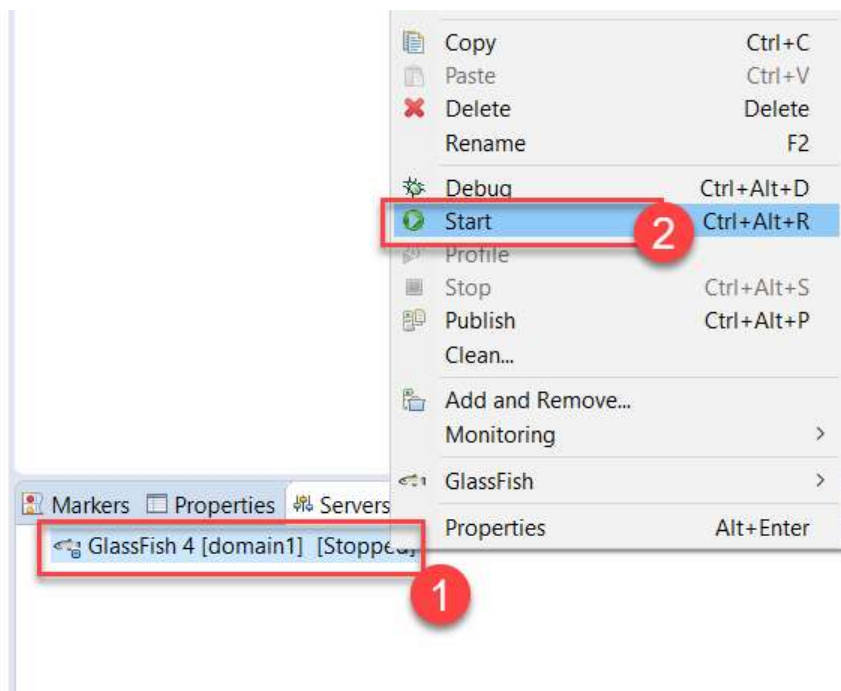 Copy Ctrl+C
Paste Ctrl+V
Delete Delete
Rename F2
Debug Ctrl+Alt+D
Start Ctrl+Alt+R
2
Profile
Stop Ctrl+Alt+S
Publish Ctrl+Alt+P
Clean...
Add and Remove...
Monitoring >
GlassFish >
Properties Alt+Enter
Markers Properties Servers
GlassFish 4 [domain1] [Stopped]
1